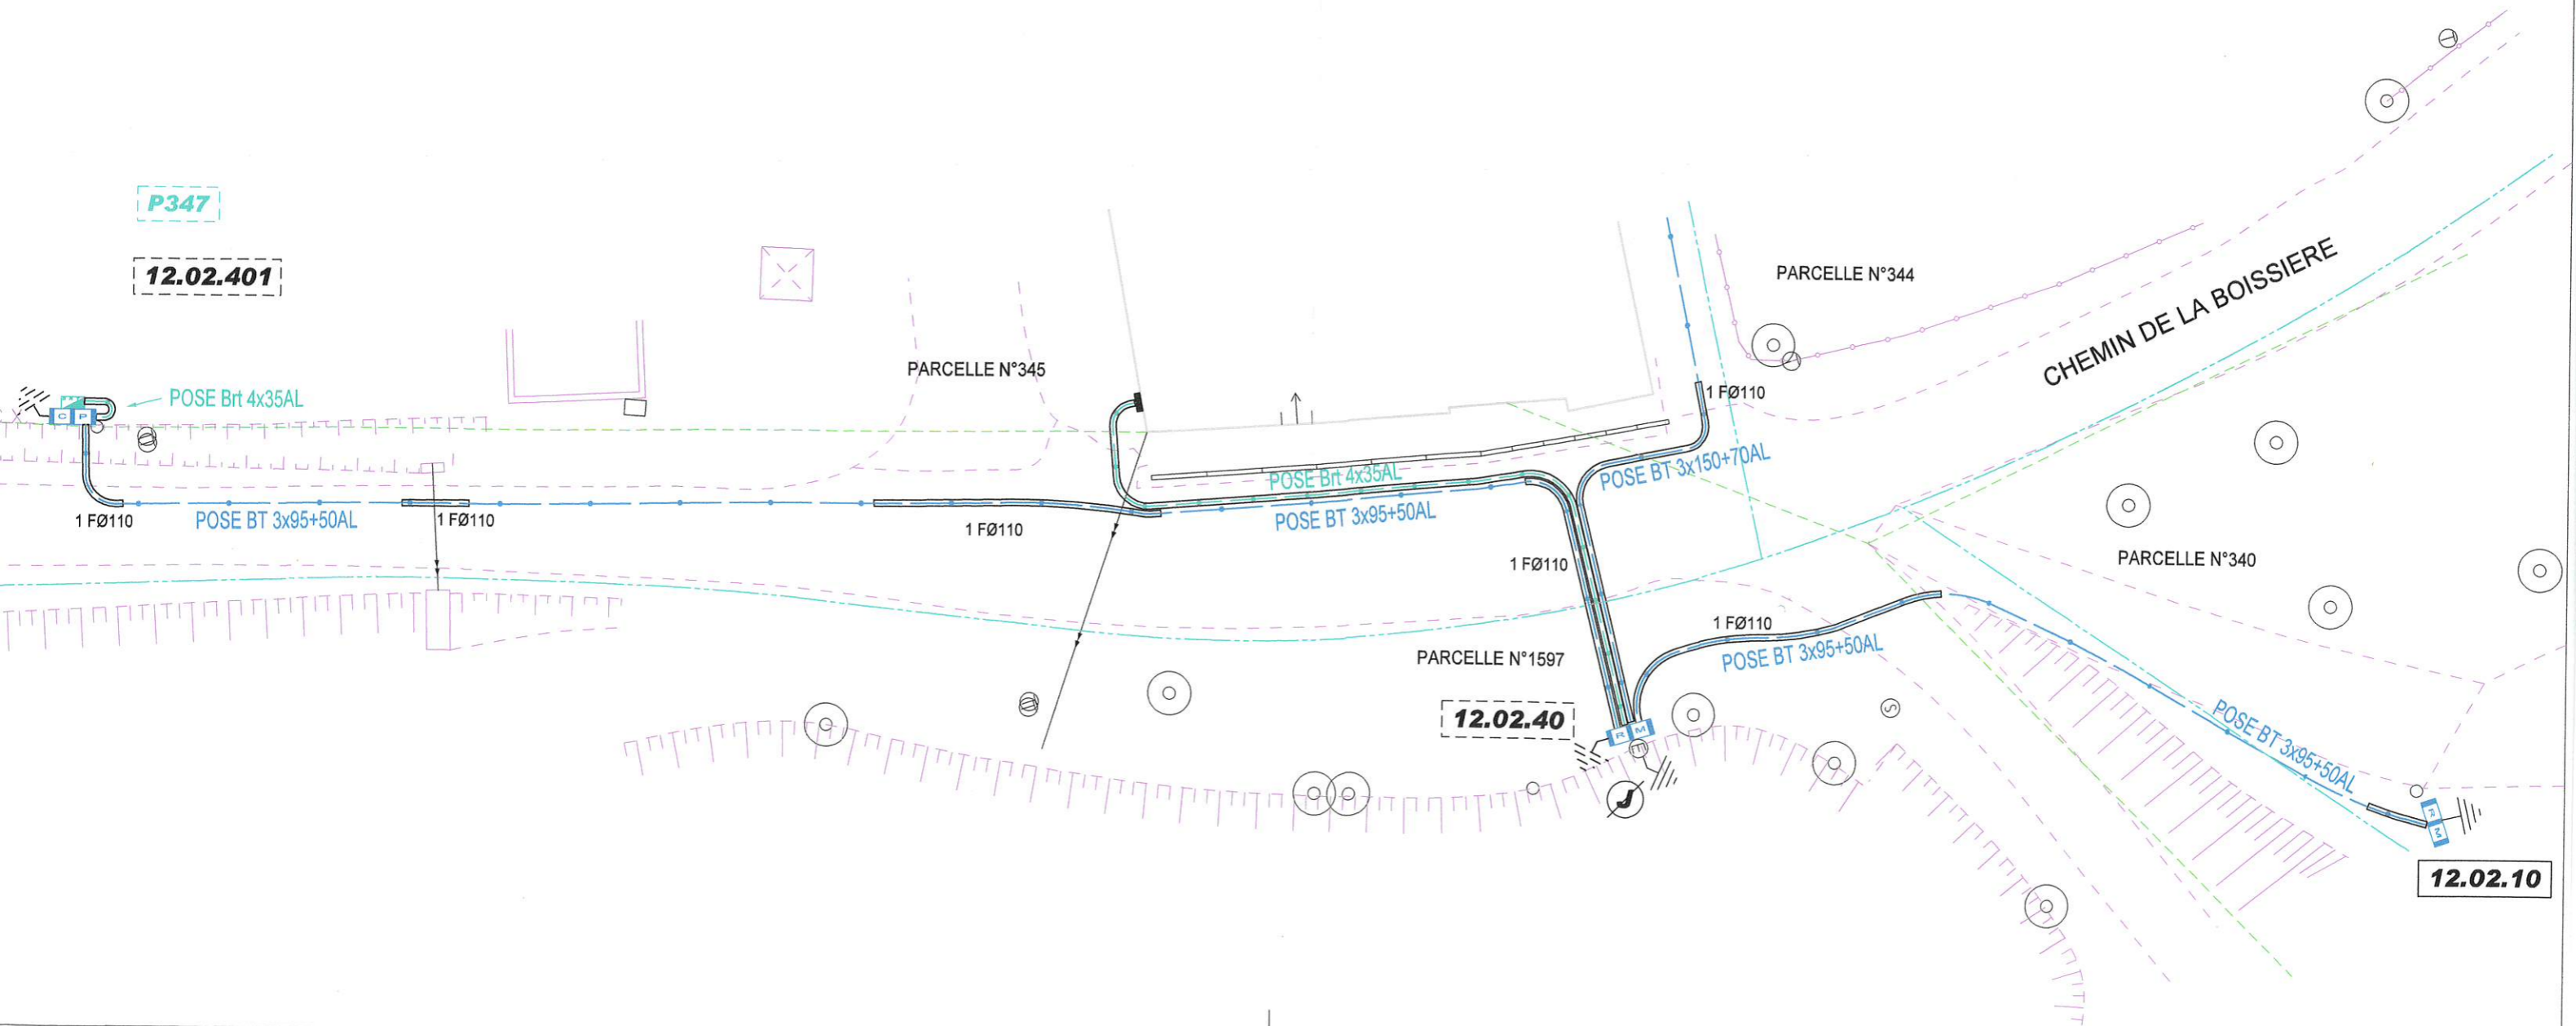 P347
12.02.401
POSE Brt 4x35AL
C P
1 FØ110
POSE BT 3x95+50AL
1 FØ110
PARCELLE N°345
1 FØ110
POSE Brt 4x35AL
POSE BT 3x95+50AL
1 FØ110
POSE BT 3x150+70AL
1 FØ110
PARCELLE N°344
CHEMIN DE LA BOISSIERE
PARCELLE N°340
PARCELLE N°1597
1 FØ110
POSE BT 3x95+50AL
12.02.40
R M
S
POSE BT 3x95+50AL
R M
12.02.10